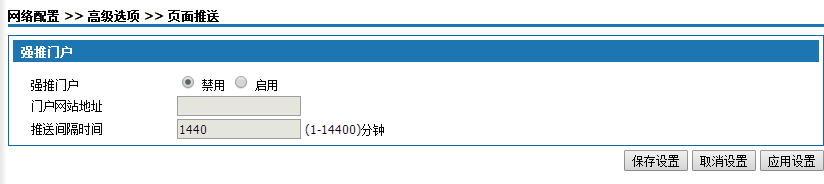 网络配置 >> 高级选项 >> 页面推送
强推门户
强推门户 禁用 启用
门户网站地址
推送间隔时间 1440 (1-14400)分钟
保存设置 取消设置 应用设置